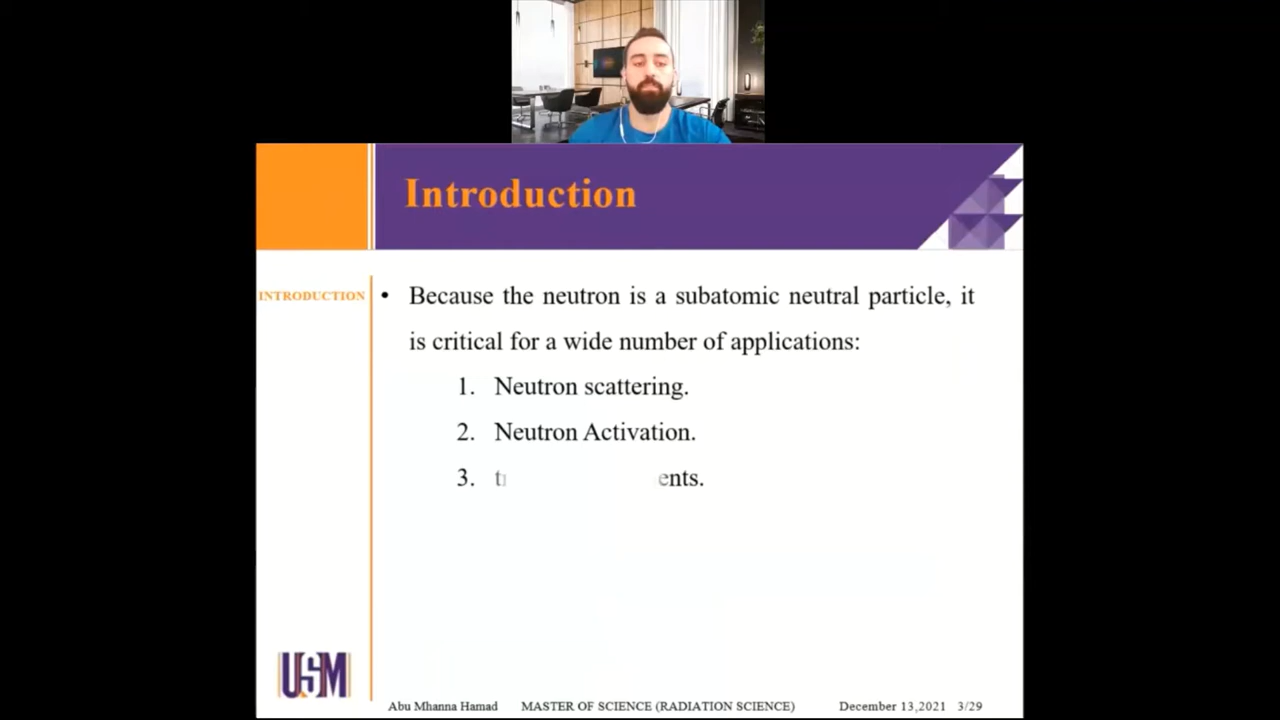 Introduction
INTRODUCTION
• Because the neutron is a subatomic neutral particle, it
is critical for a wide number of applications:
1. Neutron scattering.
2. Neutron Activation.
3.
USM
Abu Mhanna Hamad MASTER OF SCIENCE (RADIATION SCIENCE) December 13,2021 3/29